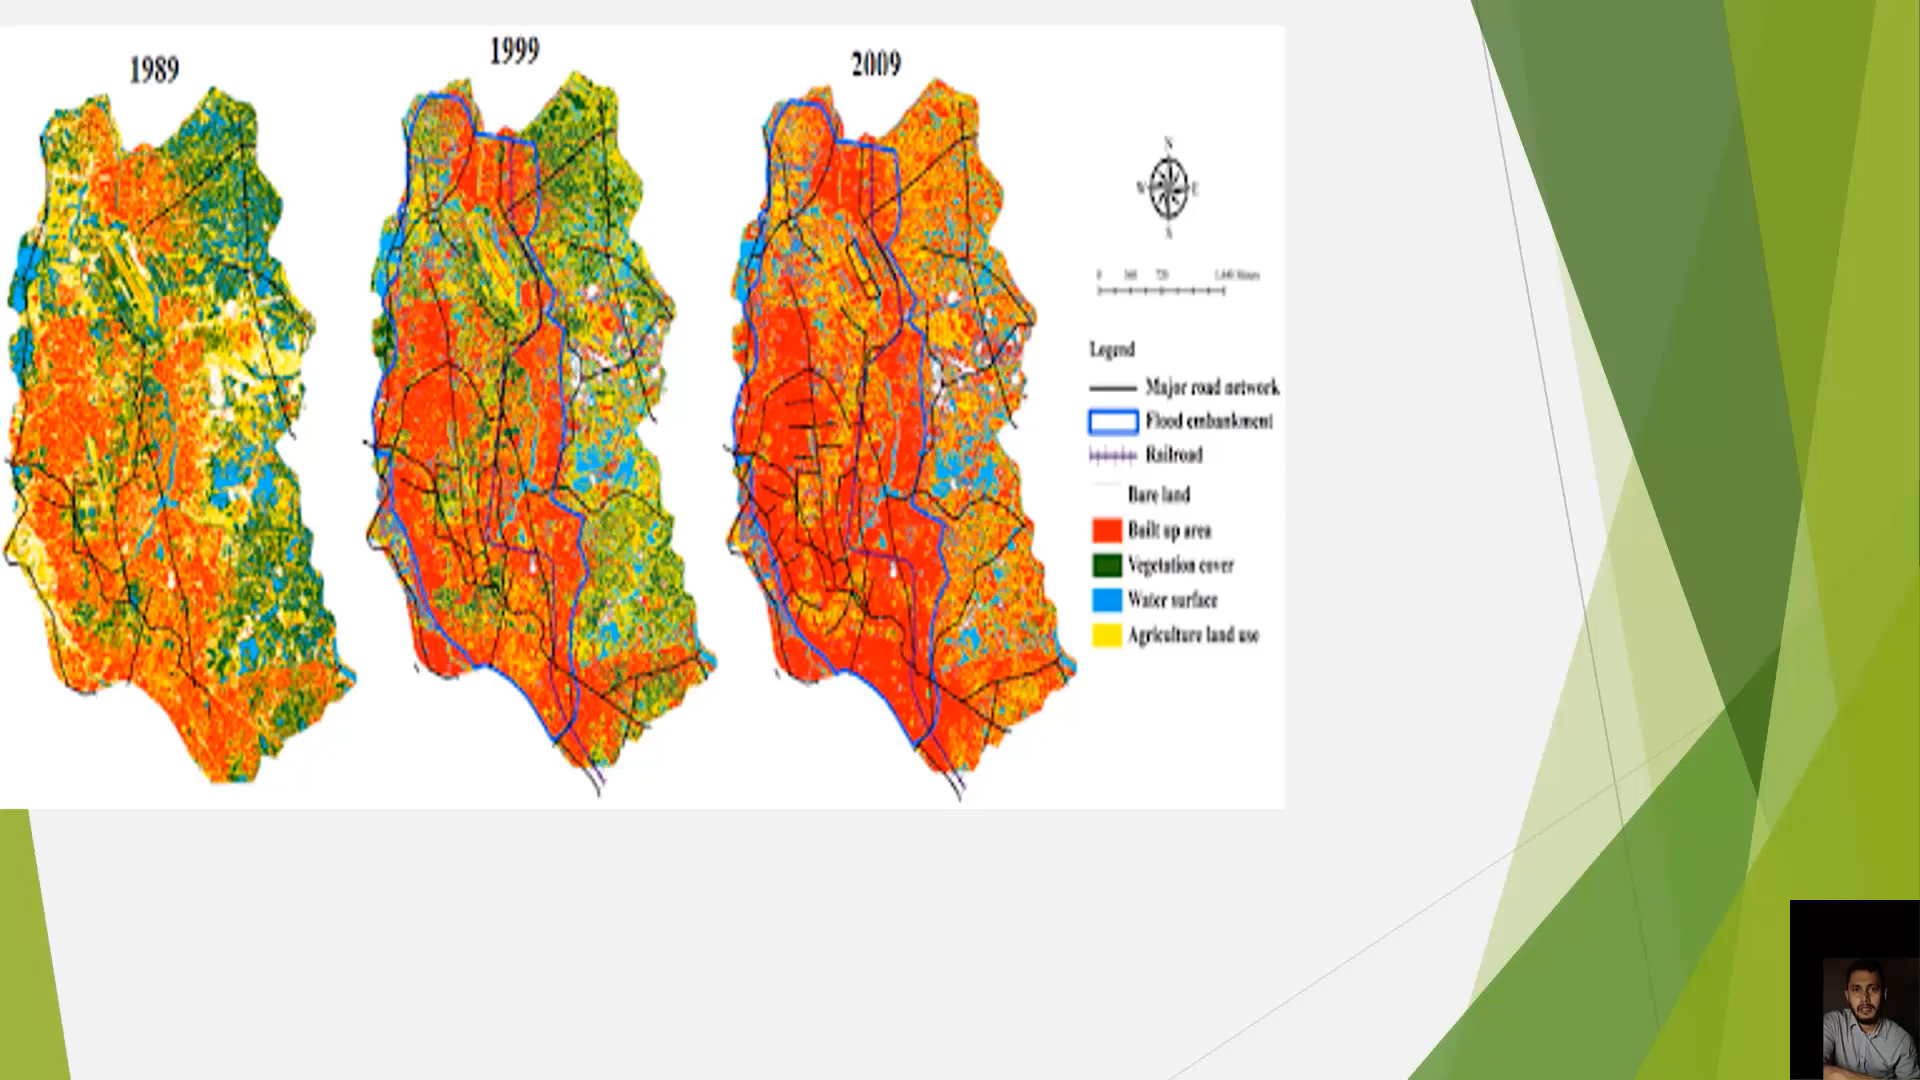 1989
1999
2009
N
W
E
0
Legend
Major road network
Flood embankment
Railroad
Bare land
Built up area
Vegetation cover
Water surface
Agriculture land use